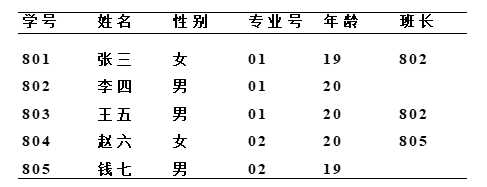 学号 姓名 性别 专业号 年龄 班长
801 张三 女 01 19 802
802 李四 男 01 20
803 王五 男 01 20 802
804 赵六 女 02 20 805
805 钱七 男 02 19